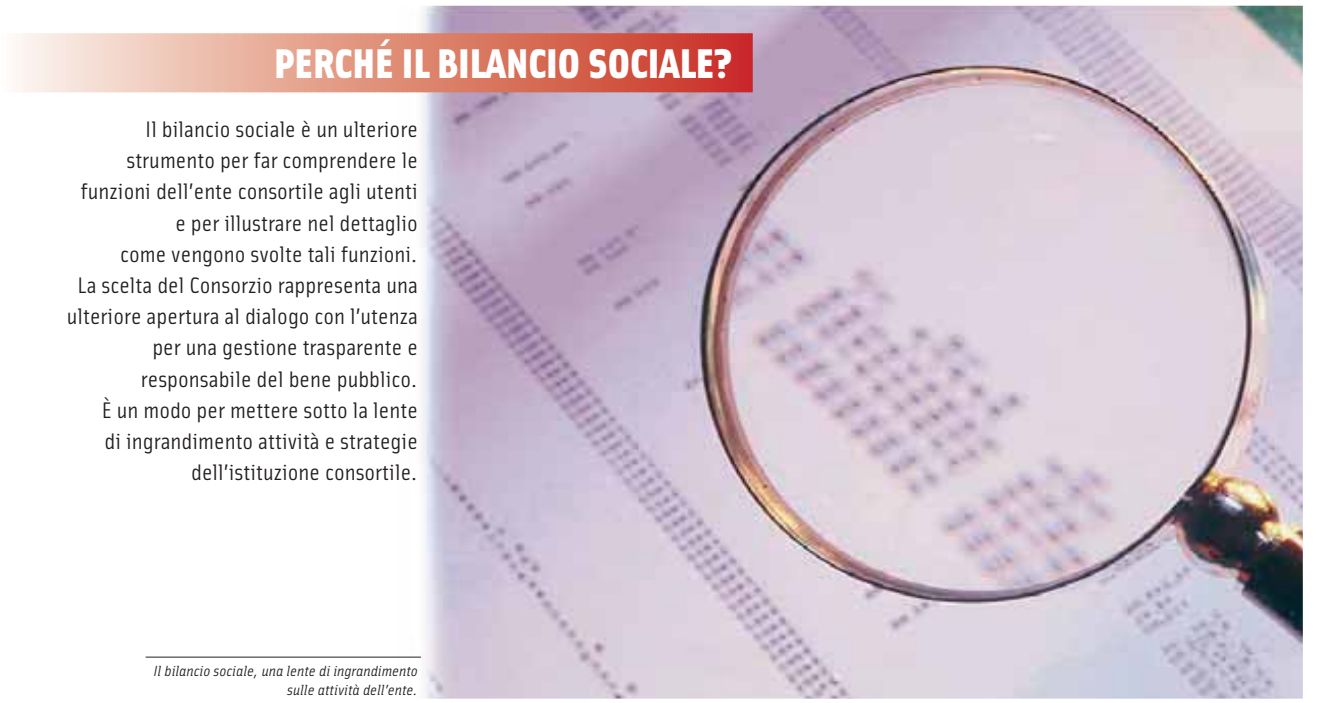 PERCHÉ IL BILANCIO SOCIALE?
Il bilancio sociale è un ulteriore
strumento per far comprendere le
funzioni dell'ente consortile agli utenti
e per illustrare nel dettaglio
come vengono svolte tali funzioni.
La scelta del Consorzio rappresenta una
ulteriore apertura al dialogo con l'utenza
per una gestione trasparente e
responsabile del bene pubblico.
È un modo per mettere sotto la lente
di ingrandimento attività e strategie
dell'istituzione consortile.
Il bilancio sociale, una lente di ingrandimento
sulle attività dell'ente.